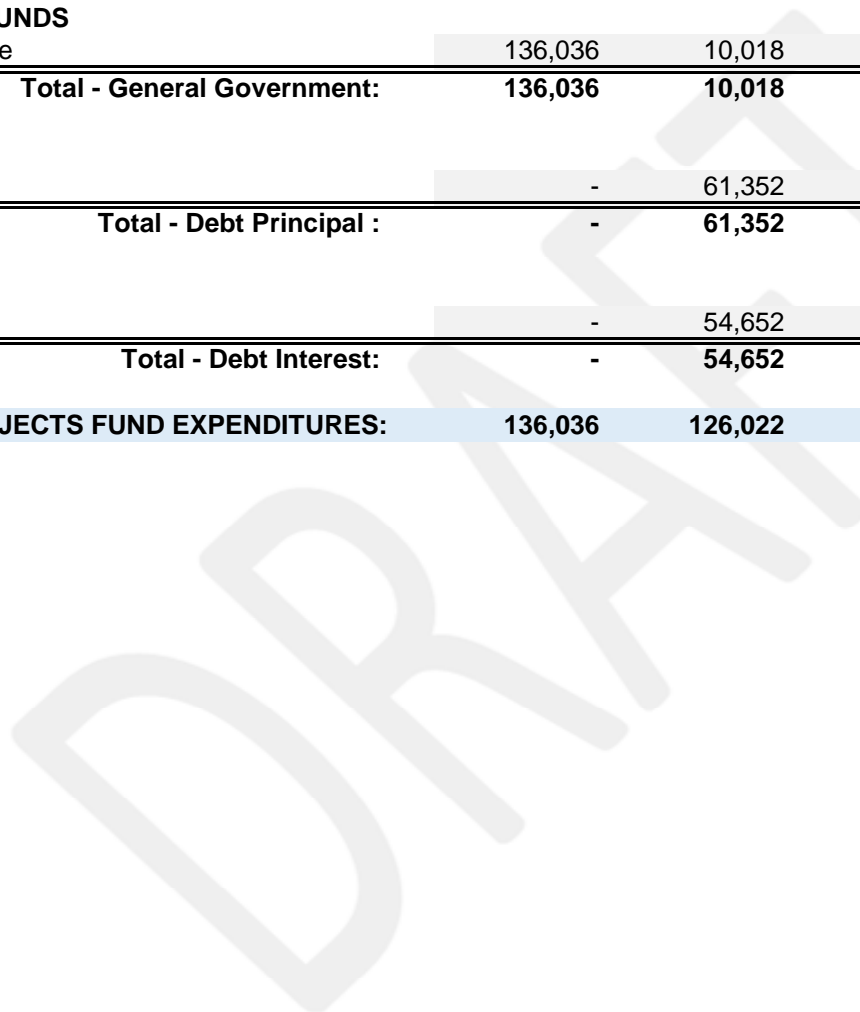 UNDS
e 136,036 10,018
Total - General Government: 136,036 10,018
- 61,352
Total - Debt Principal : - 61,352
- 54,652
Total - Debt Interest: - 54,652
JECTS FUND EXPENDITURES: 136,036 126,022
DRAFT